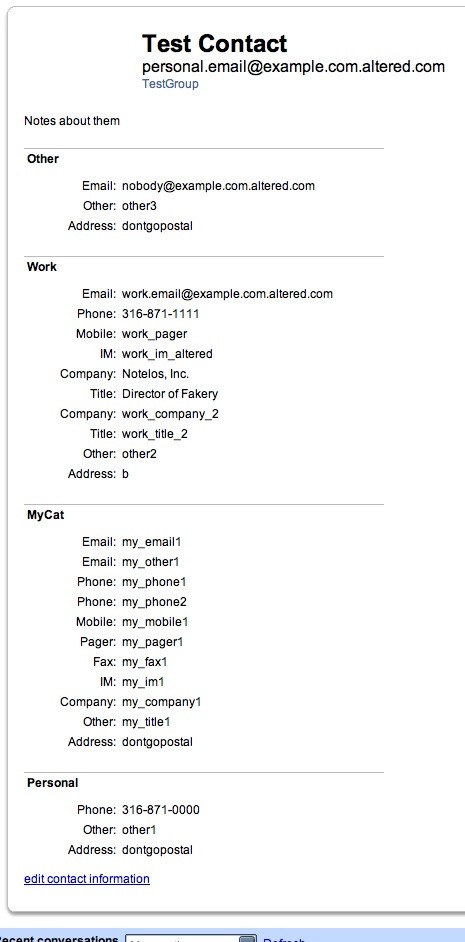 Test Contact
personal.email@example.com.altered.com
TestGroup
Notes about them
Other
Email: nobody@example.com.altered.com
Other: other3
Address: dontgopostal
Work
Email: work.email@example.com.altered.com
Phone: 316-871-1111
Mobile: work_pager
IM: work_im_altered
Company: Notelos, Inc.
Title: Director of Fakery
Company: work_company_2
Title: work_title_2
Other: other2
Address: b
MyCat
Email: my_email1
Email: my_other1
Phone: my_phone1
Phone: my_phone2
Mobile: my_mobile1
Pager: my_pager1
Fax: my_fax1
IM: my_im1
Company: my_company1
Other: my_title1
Address: dontgopostal
Personal
Phone: 316-871-0000
Other: other1
Address: dontgopostal
edit contact information
Recent conversations Refresh